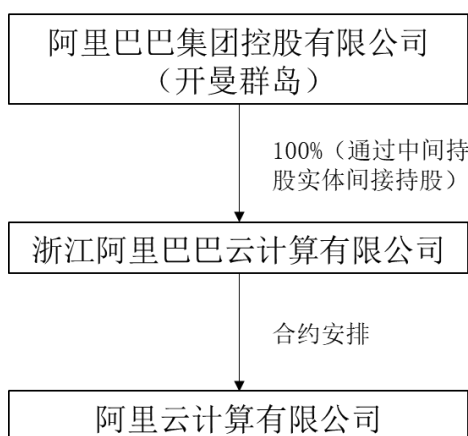 阿里巴巴集团控股有限公司
（开曼群岛）
100%（通过中间持
股实体间接持股）
浙江阿里巴巴云计算有限公司
合约安排
阿里云计算有限公司